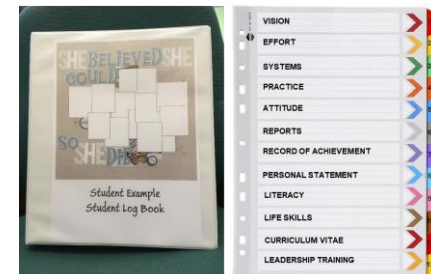 SHE BELIEVED SHE
COULD
SO
SHE DID
Student Example
Student Log Book
VISION
EFFORT
SYSTEMS
PRACTICE
ATTITUDE
REPORTS
RECORD OF ACHIEVEMENT
PERSONAL STATEMENT
LITERACY
LIFE SKILLS
CURRICULUM VITAE
LEADERSHIP TRAINING